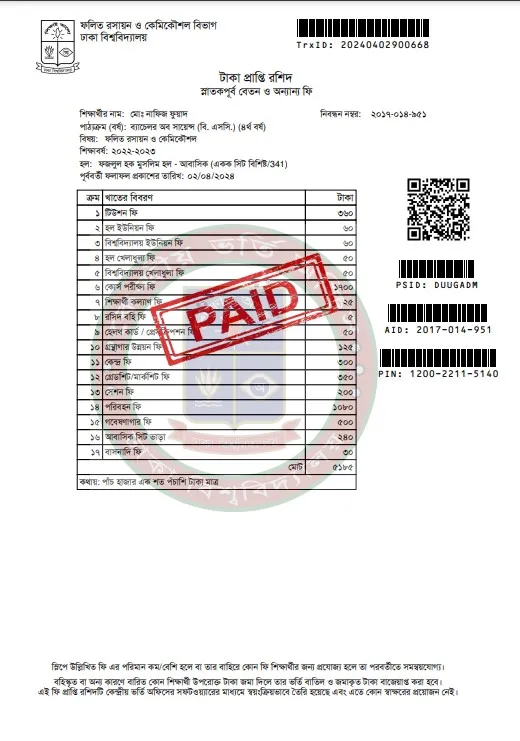 ফলিত রসায়ন ও কেমিকৌশল বিভাগ
ঢাকা বিশ্ববিদ্যালয়
TrxID: 20240402900668
টাকা প্রাপ্তি রশিদ
স্নাতকপূর্ব বেতন ও অন্যান্য ফি
শিক্ষার্থীর নাম: মোঃ নাফিজ ফুয়াদ নিবন্ধন নম্বর: ২০১৭-০১৪-৯৫১
পাঠ্যক্রম (বর্ষ): ব্যাচেলর অব সায়েন্স (বি. এসসি.) (৪র্থ বর্ষ)
বিষয়: ফলিত রসায়ন ও কেমিকৌশল
শিক্ষাবর্ষ: ২০২২-২০২৩
হল: ফজলুল হক মুসলিম হল - আবাসিক (একক সিট বিশিষ্ট/341)
পূর্ববর্তী ফলাফল প্রকাশের তারিখ: ০২/০৪/২০২৪
ক্রম খাতের বিবরণ টাকা
১ টিউশন ফি ৩৬০
২ হল ইউনিয়ন ফি ৬০
৩ বিশ্ববিদ্যালয় ইউনিয়ন ফি ৬০
৪ হল খেলাধুলা ফি ৫০
৫ বিশ্ববিদ্যালয় খেলাধুলা ফি ৫০
৬ কোর্স পরীক্ষা ফি ১৭০০
৭ শিক্ষার্থী কল্যাণ ফি ২৫
৮ রসিদ বহি ফি ৫
৯ হেলথ কার্ড / প্রেসক্রিপশন ফি ৫০
১০ গ্রন্থাগার উন্নয়ন ফি ১২৫
১১ কেন্দ্র ফি ৩০০
১২ গ্রেডশিট/মার্কশিট ফি ৩৫০
১৩ সেশন ফি ২০০
১৪ পরিবহন ফি ১০৮০
১৫ গবেষণাগার ফি ৫০০
১৬ আবাসিক সিট ভাড়া ২৪০
১৭ বাসনাদি ফি ৩০
মোট ৫১৮৫
কথায়: পাঁচ হাজার এক শত পঁচাশি টাকা মাত্র
PAID
PSID: DUUGADM
AID: 2017-014-951
PIN: 1200-2211-5140
স্লিপে উল্লিখিত ফি এর পরিমান কম/বেশি হলে বা তার বাহিরে কোন ফি শিক্ষার্থীর জন্য প্রযোজ্য হলে তা পরবর্তীতে সমন্বয়যোগ্য।
বহিস্কৃত বা অন্য কারণে বারিত কোন শিক্ষার্থী উপরোক্ত টাকা জমা দিলে তার ভর্তি বাতিল ও জমাকৃত টাকা বাজেয়াপ্ত করা হবে।
এই ফি প্রাপ্তি রশিদটি কেন্দ্রীয় ভর্তি অফিসের সফটওয়্যারের মাধ্যমে স্বয়ংক্রিয়ভাবে তৈরি হয়েছে এবং এতে কোন স্বাক্ষরের প্রয়োজন নেই।